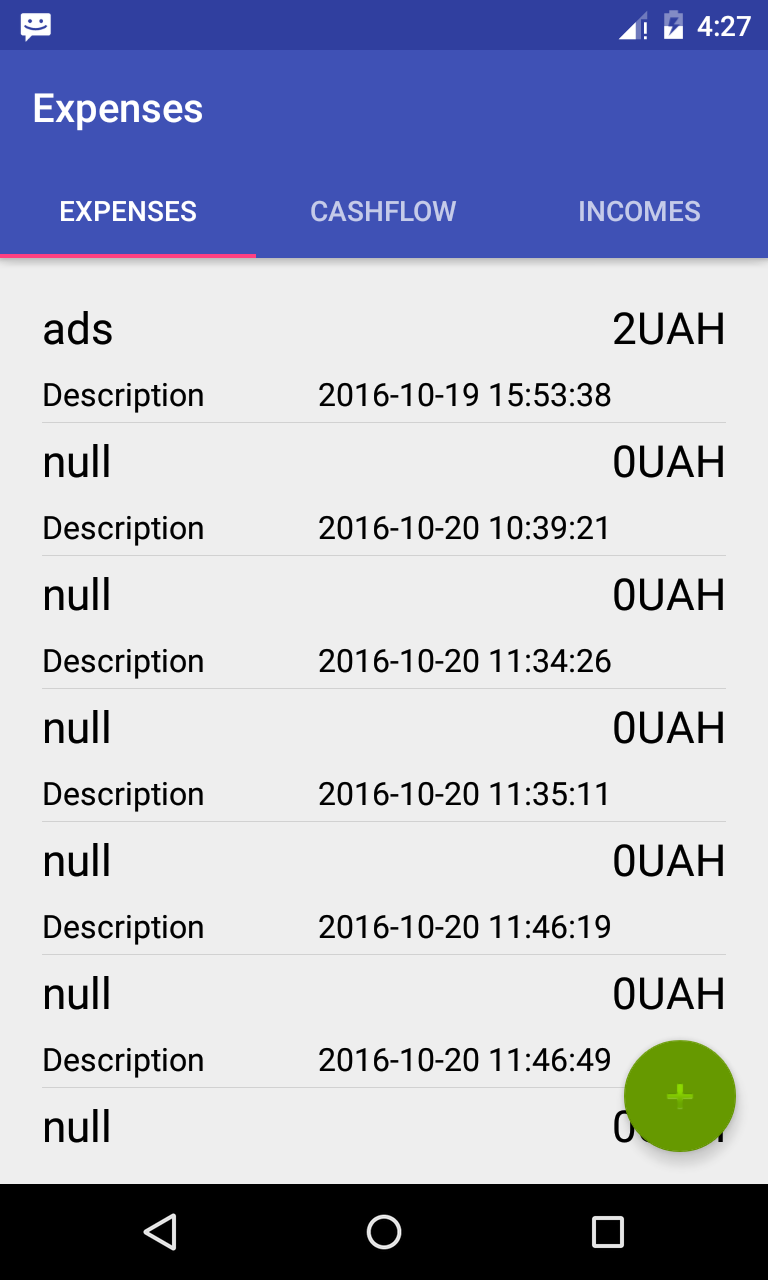 4:27
Expenses
EXPENSES CASHFLOW INCOMES
ads 2UAH
Description 2016-10-19 15:53:38
null 0UAH
Description 2016-10-20 10:39:21
null 0UAH
Description 2016-10-20 11:34:26
null 0UAH
Description 2016-10-20 11:35:11
null 0UAH
Description 2016-10-20 11:46:19
null 0UAH
Description 2016-10-20 11:46:49
null